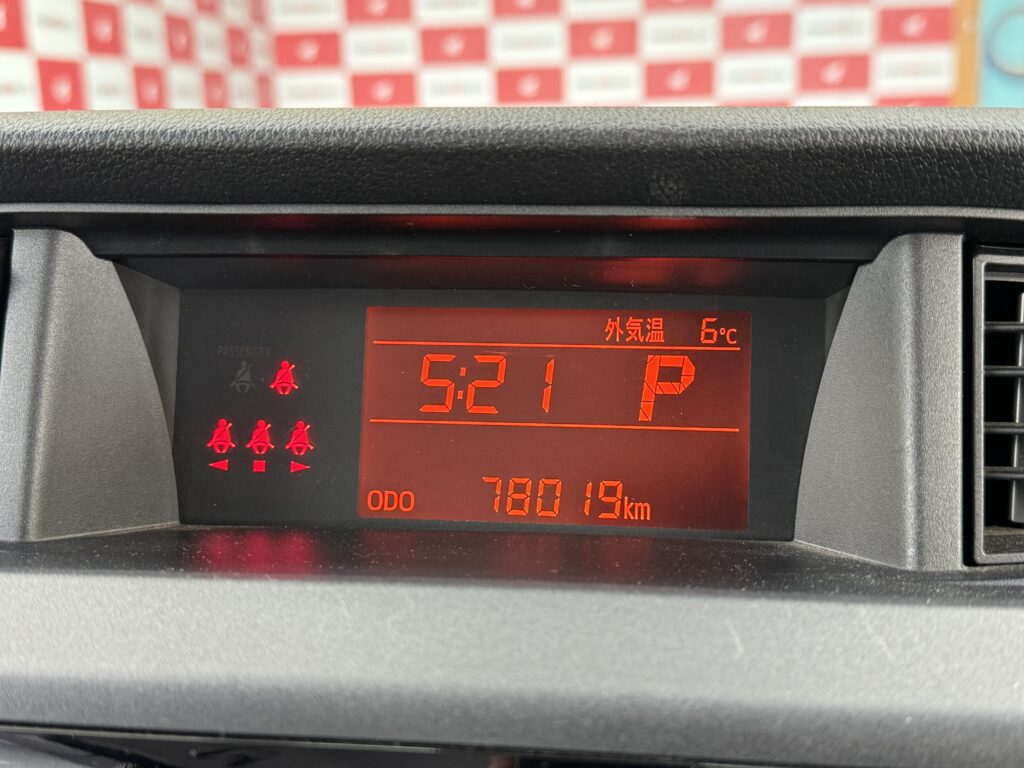 外気温 6℃
PASSENGER
5:21 P
ODO 78019km